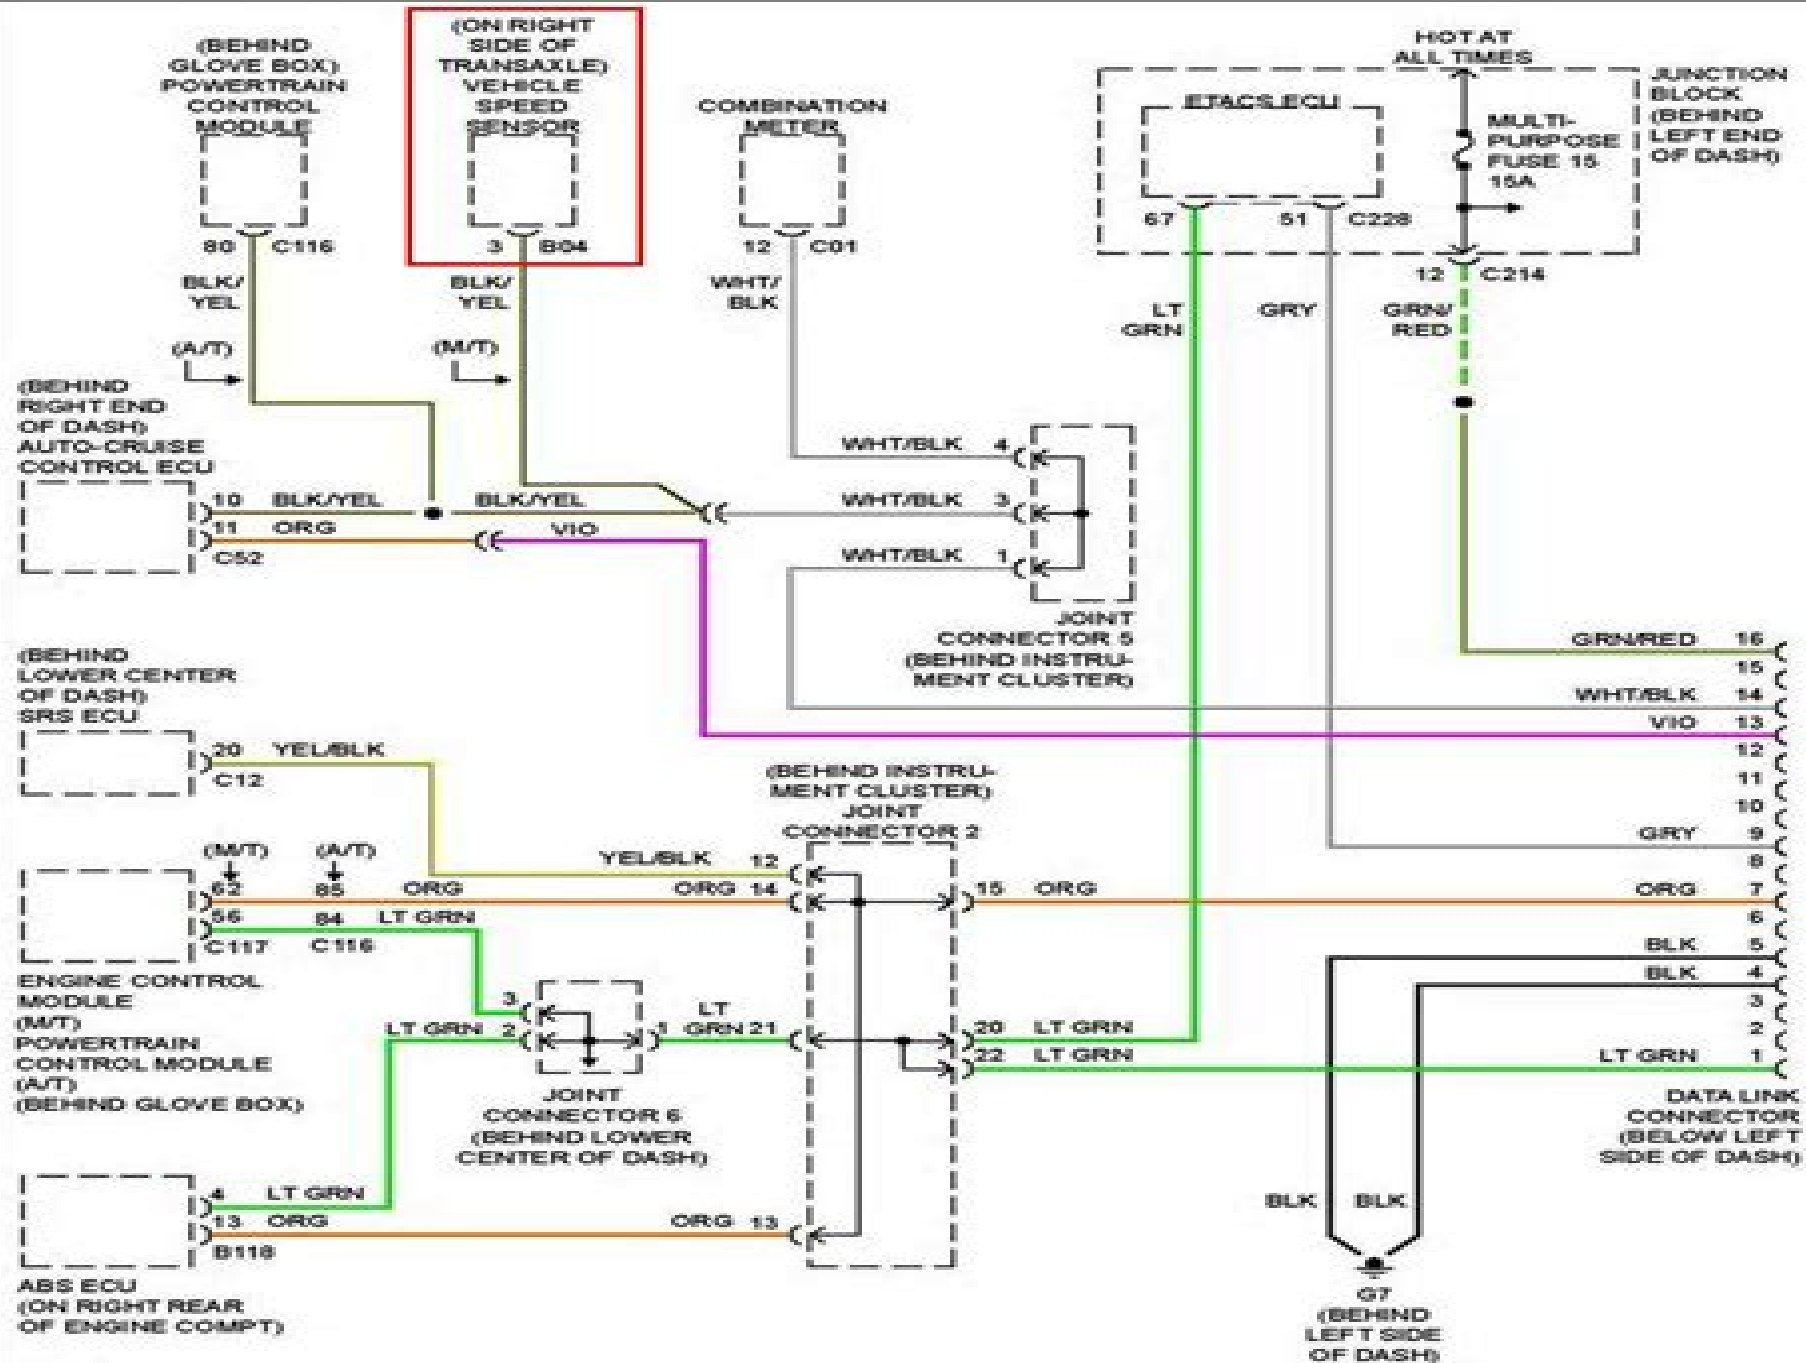 (BEHIND
GLOVE BOX)
POWERTRAIN
CONTROL
MODULE
80 C116
BLK/
YEL
(A/T)
(ON RIGHT
SIDE OF
TRANSAXLE)
VEHICLE
SPEED
SENSOR
3 B04
BLK/
YEL
(M/T)
COMBINATION
METER
12 C01
WHT/
BLK
HOT AT
ALL TIMES
ETACS ECU
MULTI-
PURPOSE
FUSE 15
15A
JUNCTION
BLOCK
(BEHIND
LEFT END
OF DASH)
67 51 C228
12 C214
LT
GRN
GRY
GRN/
RED
(BEHIND
RIGHT END
OF DASH)
AUTO-CRUISE
CONTROL ECU
10 BLK/YEL BLK/YEL
11 ORG VIO
C52
WHT/BLK 4
WHT/BLK 3
WHT/BLK 1
JOINT
CONNECTOR 5
(BEHIND INSTRU-
MENT CLUSTER)
(BEHIND
LOWER CENTER
OF DASH)
SRS ECU
20 YEL/BLK
C12
(BEHIND INSTRU-
MENT CLUSTER)
JOINT
CONNECTOR 2
YEL/BLK 12
(M/T) (A/T)
62 85 ORG ORG 14
56 84 LT GRN
C117 C116
ENGINE CONTROL
MODULE
(M/T)
POWERTRAIN
CONTROL MODULE
(A/T)
(BEHIND GLOVE BOX)
3
LT GRN 2
1 LT
GRN 21
JOINT
CONNECTOR 6
(BEHIND LOWER
CENTER OF DASH)
4 LT GRN
13 ORG ORG 13
B118
ABS ECU
(ON RIGHT REAR
OF ENGINE COMPT)
15 ORG
20 LT GRN
22 LT GRN
GRN/RED 16
15
WHT/BLK 14
VIO 13
12
11
10
GRY 9
8
ORG 7
6
BLK 5
BLK 4
3
2
LT GRN 1
DATA LINK
CONNECTOR
(BELOW LEFT
SIDE OF DASH)
BLK BLK
G7
(BEHIND
LEFT SIDE
OF DASH)